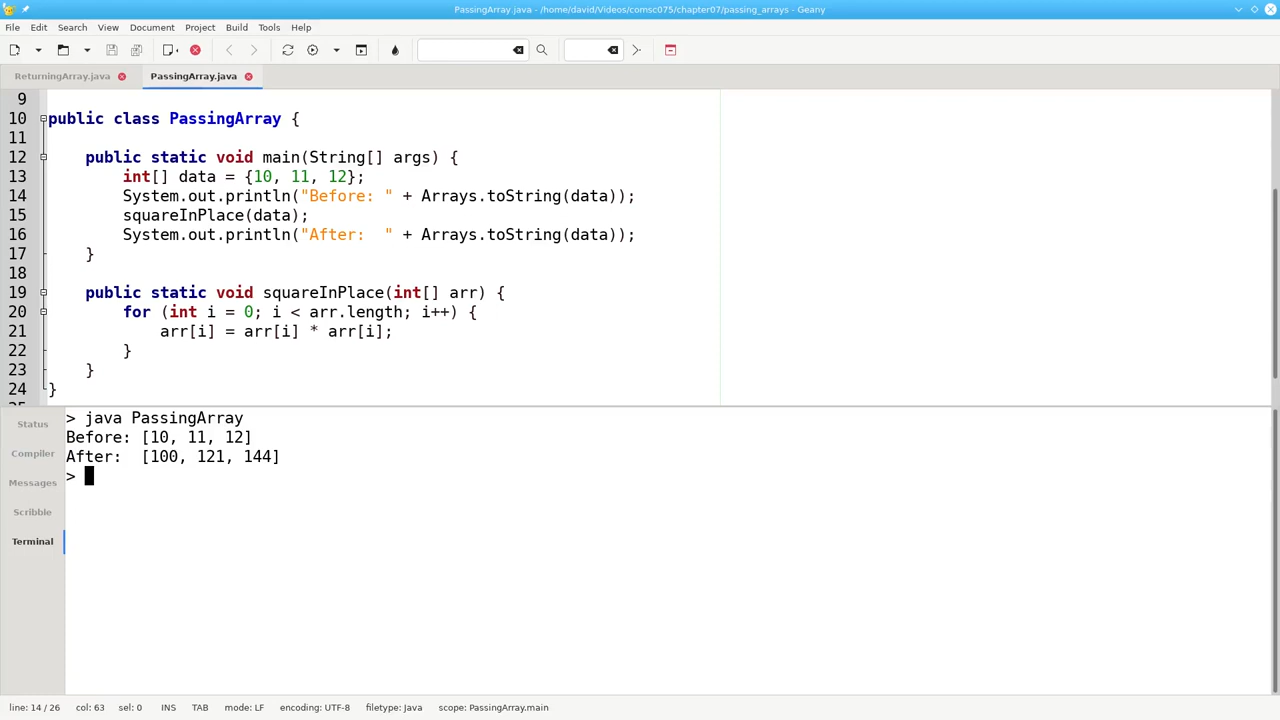 PassingArray.java - /home/david/Videos/comsc075/chapter07/passing_arrays - Geany
File Edit Search View Document Project Build Tools Help
ReturningArray.java PassingArray.java
9
10 public class PassingArray {
11
12     public static void main(String[] args) {
13         int[] data = {10, 11, 12};
14         System.out.println("Before: " + Arrays.toString(data));
15         squareInPlace(data);
16         System.out.println("After:  " + Arrays.toString(data));
17     }
18
19     public static void squareInPlace(int[] arr) {
20         for (int i = 0; i < arr.length; i++) {
21             arr[i] = arr[i] * arr[i];
22         }
23     }
24 }
Status
Compiler
Messages
Scribble
Terminal
> java PassingArray
Before: [10, 11, 12]
After:  [100, 121, 144]
>
line: 14 / 26 col: 63 sel: 0 INS TAB mode: LF encoding: UTF-8 filetype: Java scope: PassingArray.main